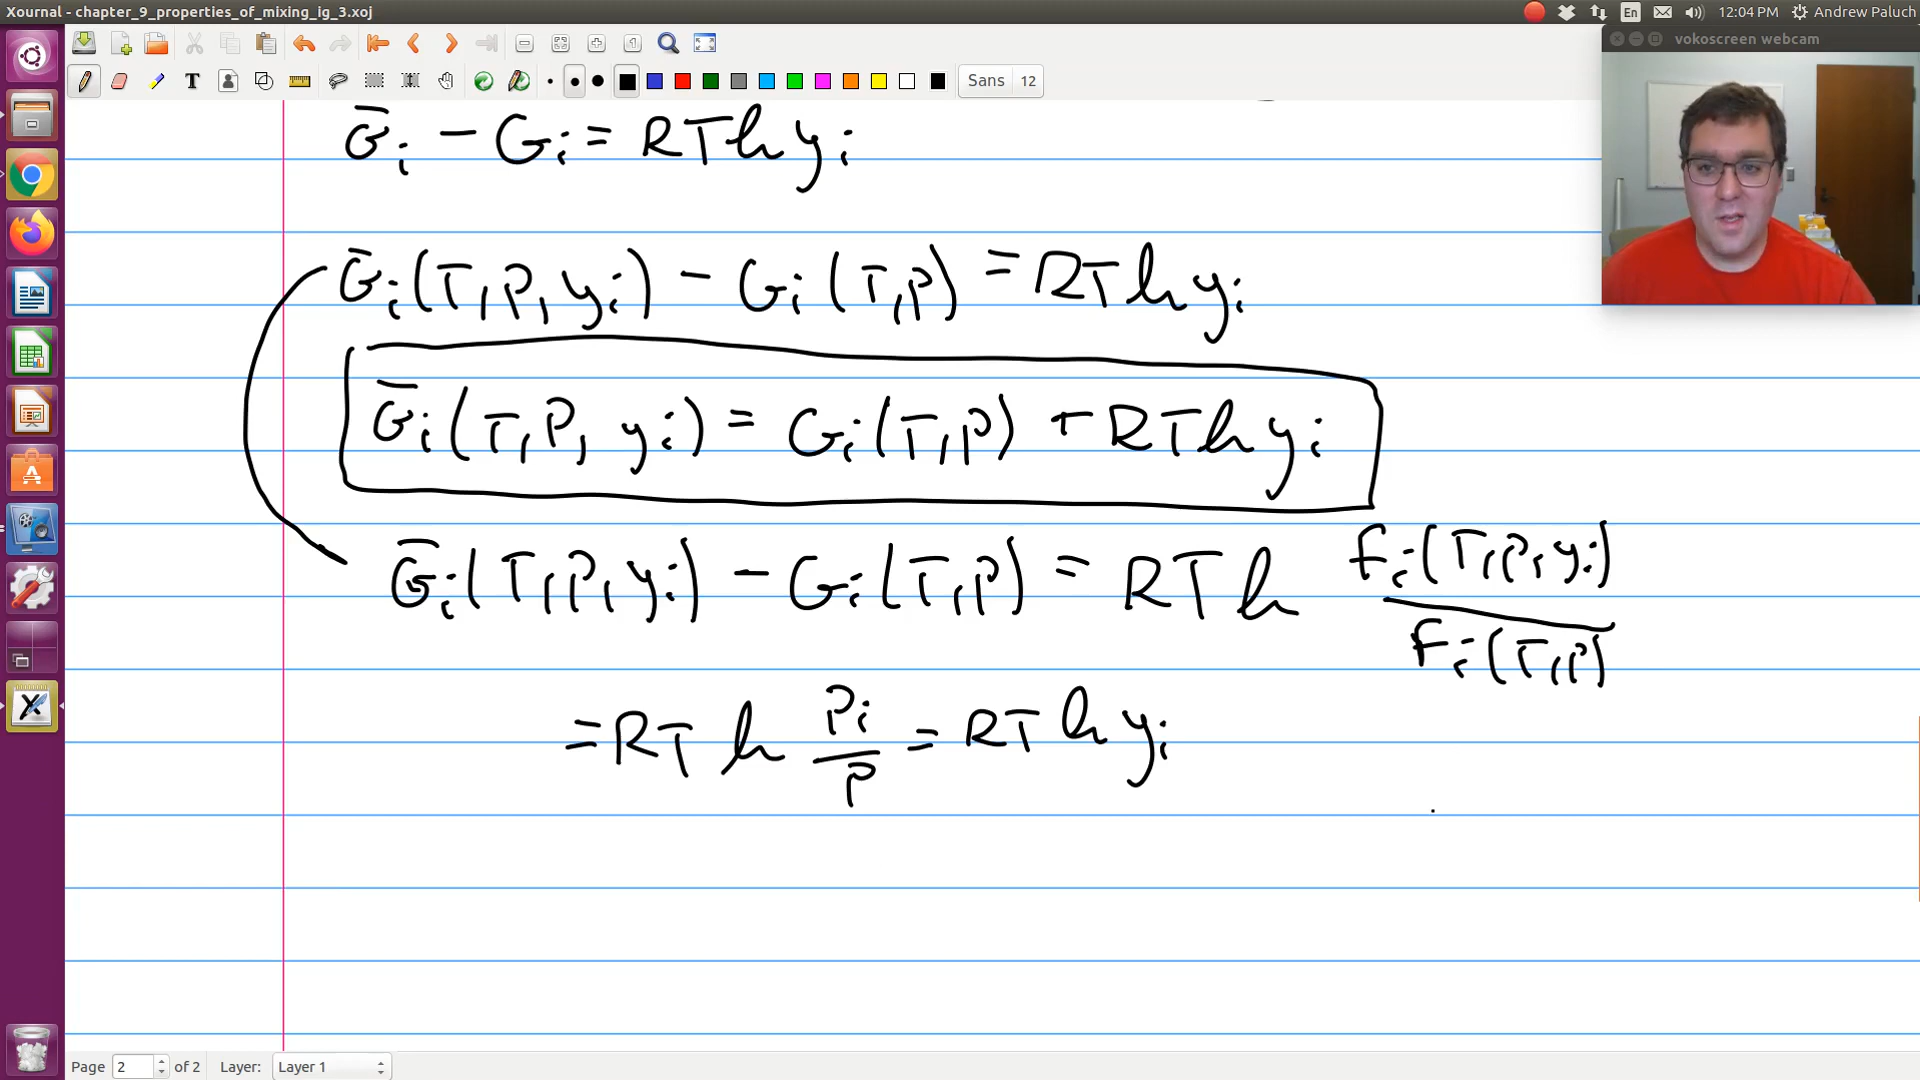 Xournal - chapter_9_properties_of_mixing_ig_3.xoj
En 12:04 PM Andrew Paluch
vokoscreen webcam
Sans 12
Ḡi - Gi = RT ln yi
Ḡi(T,P,yi) - Gi(T,P) = RT ln yi
Ḡi(T,P,yi) = Gi(T,P) + RT ln yi
Ḡi(T,P,yi) - Gi(T,P) = RT ln fi(T,P,yi) / fi(T,P)
= RT ln Pi/P = RT ln yi
Page 2 of 2 Layer: Layer 1